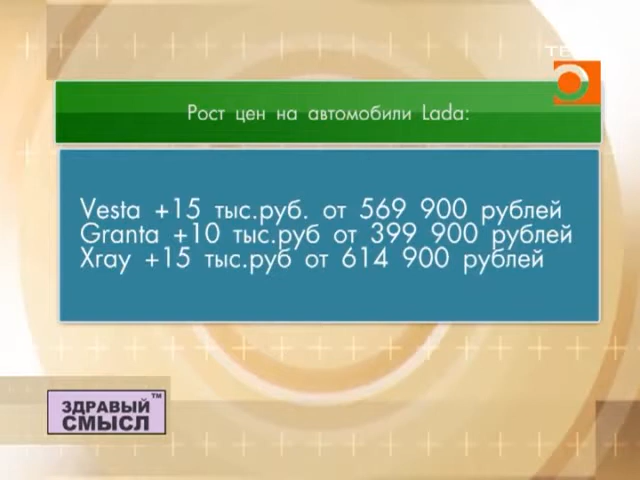 Рост цен на автомобили Lada:
Vesta +15 тыс.руб. от 569 900 рублей
Granta +10 тыс.руб от 399 900 рублей
Xray +15 тыс.руб от 614 900 рублей
ЗДРАВЫЙ ™
СМЫСЛ